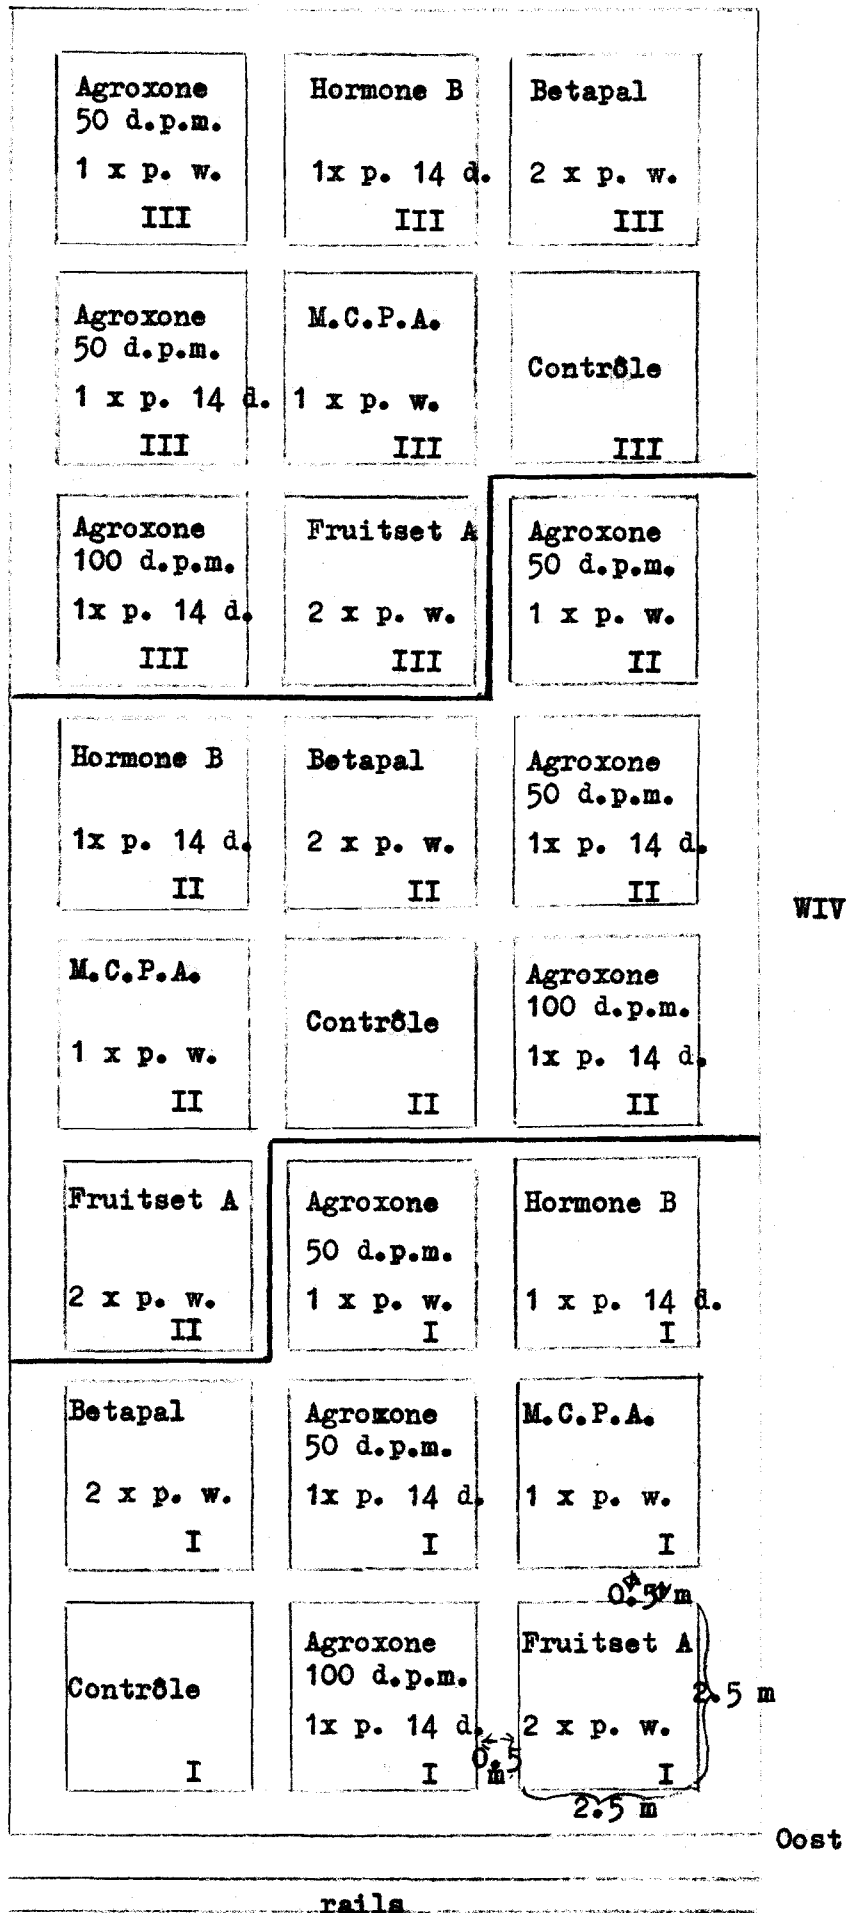 Agroxone
50 d.p.m.
1 x p. w.
III
Hormone B
1x p. 14 d.
III
Betapal
2 x p. w.
III
Agroxone
50 d.p.m.
1 x p. 14 d.
III
M.C.P.A.
1 x p. w.
III
Contrôle
III
Agroxone
100 d.p.m.
1x p. 14 d.
III
Fruitset A
2 x p. w.
III
Agroxone
50 d.p.m.
1 x p. w.
II
Hormone B
1x p. 14 d.
II
Betapal
2 x p. w.
II
Agroxone
50 d.p.m.
1x p. 14 d.
II
WIV
M.C.P.A.
1 x p. w.
II
Contrôle
II
Agroxone
100 d.p.m.
1x p. 14 d.
II
Fruitset A
2 x p. w.
II
Agroxone
50 d.p.m.
1 x p. w.
I
Hormone B
1 x p. 14 d.
I
Betapal
2 x p. w.
I
Agroxone
50 d.p.m.
1x p. 14 d.
I
M.C.P.A.
1 x p. w.
I
0.5 m
Contrôle
I
Agroxone
100 d.p.m.
1x p. 14 d.
I
0.5
m
Fruitset A
2 x p. w.
I
2.5 m
2.5 m
Oost
rails